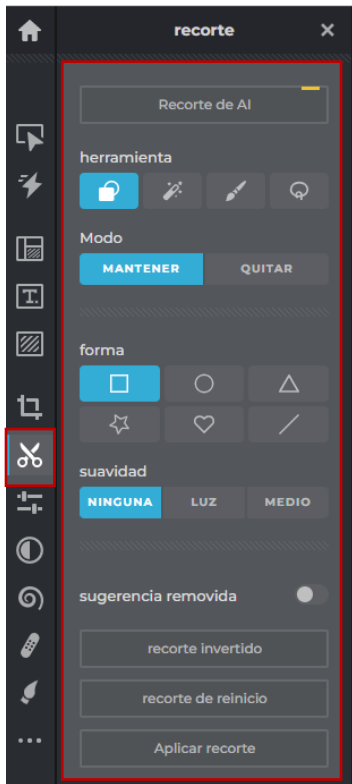 recorte
Recorte de AI
herramienta
Modo
MANTENER QUITAR
forma
suavidad
NINGUNA LUZ MEDIO
sugerencia removida
recorte invertido
recorte de reinicio
Aplicar recorte